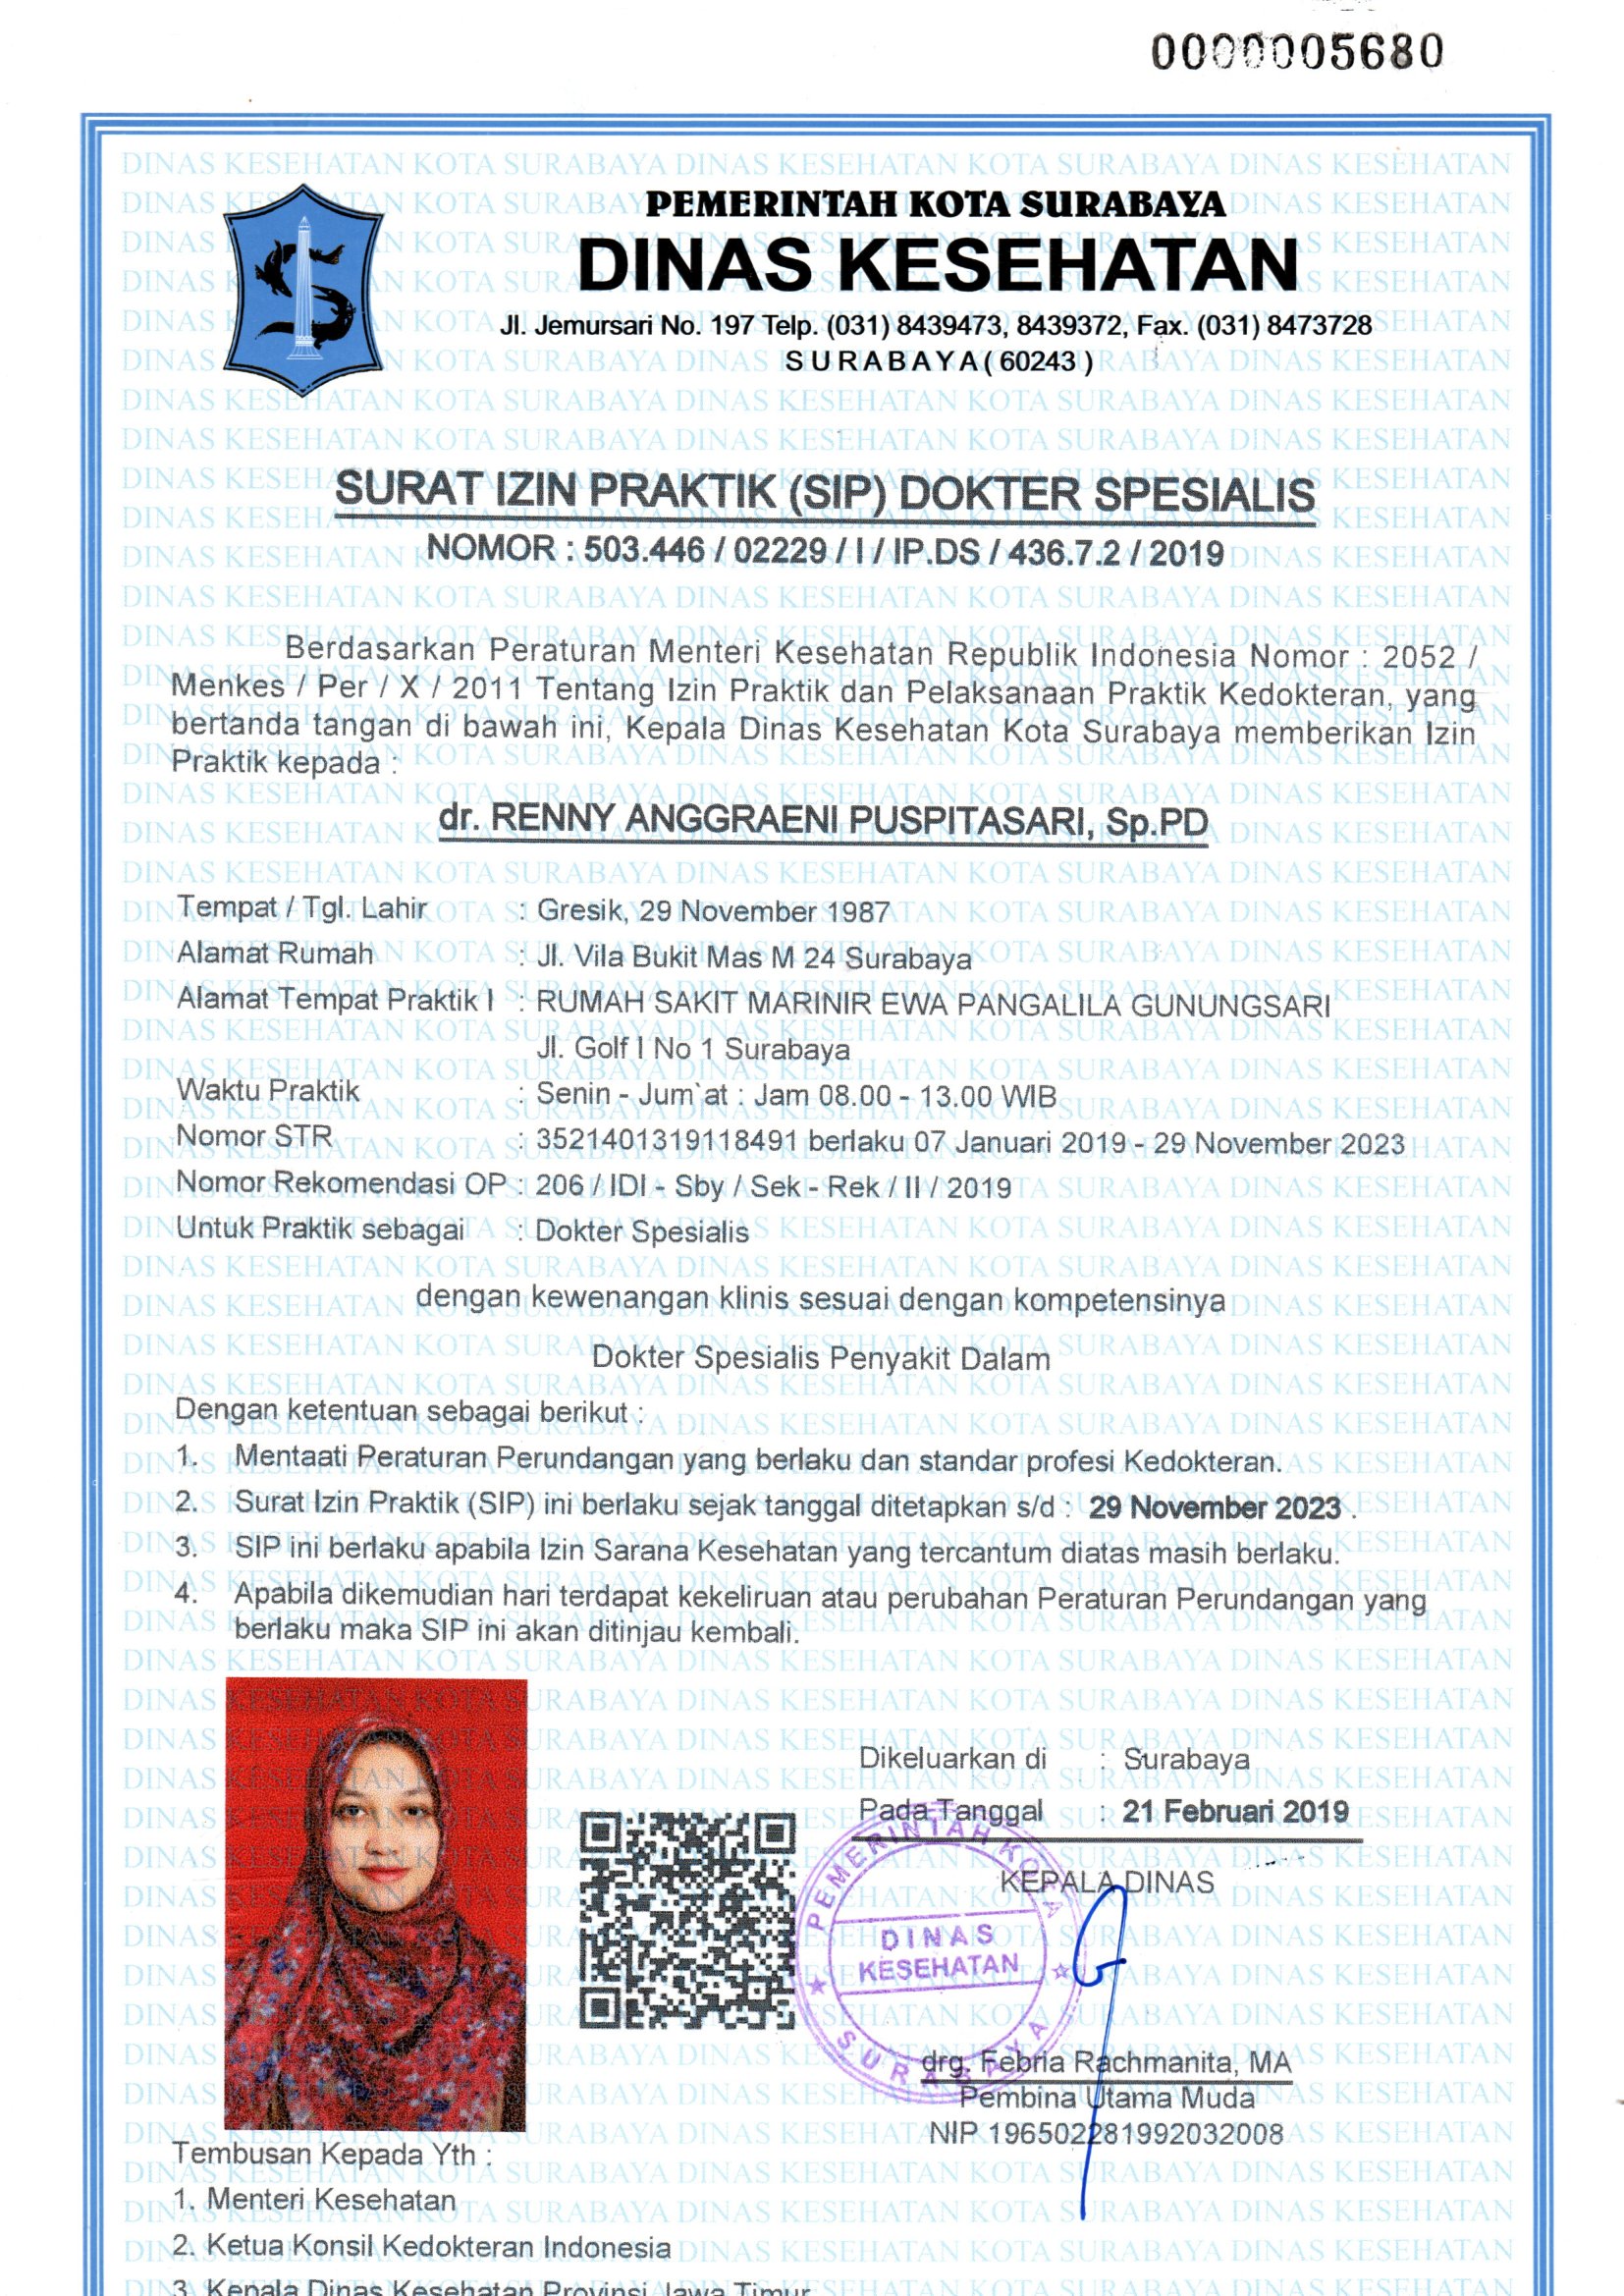 0000005680
PEMERINTAH KOTA SURABAYA
DINAS KESEHATAN
Jl. Jemursari No. 197 Telp. (031) 8439473, 8439372, Fax. (031) 8473728
SURABAYA ( 60243 )
SURAT IZIN PRAKTIK (SIP) DOKTER SPESIALIS
NOMOR : 503.446 / 02229 / I / IP.DS / 436.7.2 / 2019
Berdasarkan Peraturan Menteri Kesehatan Republik Indonesia Nomor : 2052 /
Menkes / Per / X / 2011 Tentang Izin Praktik dan Pelaksanaan Praktik Kedokteran, yang
bertanda tangan di bawah ini, Kepala Dinas Kesehatan Kota Surabaya memberikan Izin
Praktik kepada :
dr. RENNY ANGGRAENI PUSPITASARI, Sp.PD
Tempat / Tgl. Lahir : Gresik, 29 November 1987
Alamat Rumah : Jl. Vila Bukit Mas M 24 Surabaya
Alamat Tempat Praktik I : RUMAH SAKIT MARINIR EWA PANGALILA GUNUNGSARI
Jl. Golf I No 1 Surabaya
Waktu Praktik : Senin - Jum`at : Jam 08.00 - 13.00 WIB
Nomor STR : 3521401319118491 berlaku 07 Januari 2019 - 29 November 2023
Nomor Rekomendasi OP : 206 / IDI - Sby / Sek - Rek / II / 2019
Untuk Praktik sebagai : Dokter Spesialis
dengan kewenangan klinis sesuai dengan kompetensinya
Dokter Spesialis Penyakit Dalam
Dengan ketentuan sebagai berikut :
1. Mentaati Peraturan Perundangan yang berlaku dan standar profesi Kedokteran.
2. Surat Izin Praktik (SIP) ini berlaku sejak tanggal ditetapkan s/d : 29 November 2023 .
3. SIP ini berlaku apabila Izin Sarana Kesehatan yang tercantum diatas masih berlaku.
4. Apabila dikemudian hari terdapat kekeliruan atau perubahan Peraturan Perundangan yang
berlaku maka SIP ini akan ditinjau kembali.
Dikeluarkan di : Surabaya
Pada Tanggal : 21 Februari 2019
KEPALA DINAS
PEMERINTAH KOTA
DINAS
KESEHATAN
SURABAYA
drg. Febria Rachmanita, MA
Pembina Utama Muda
NIP 196502281992032008
Tembusan Kepada Yth :
1. Menteri Kesehatan
2. Ketua Konsil Kedokteran Indonesia
3. Kepala Dinas Kesehatan Provinsi Jawa Timur